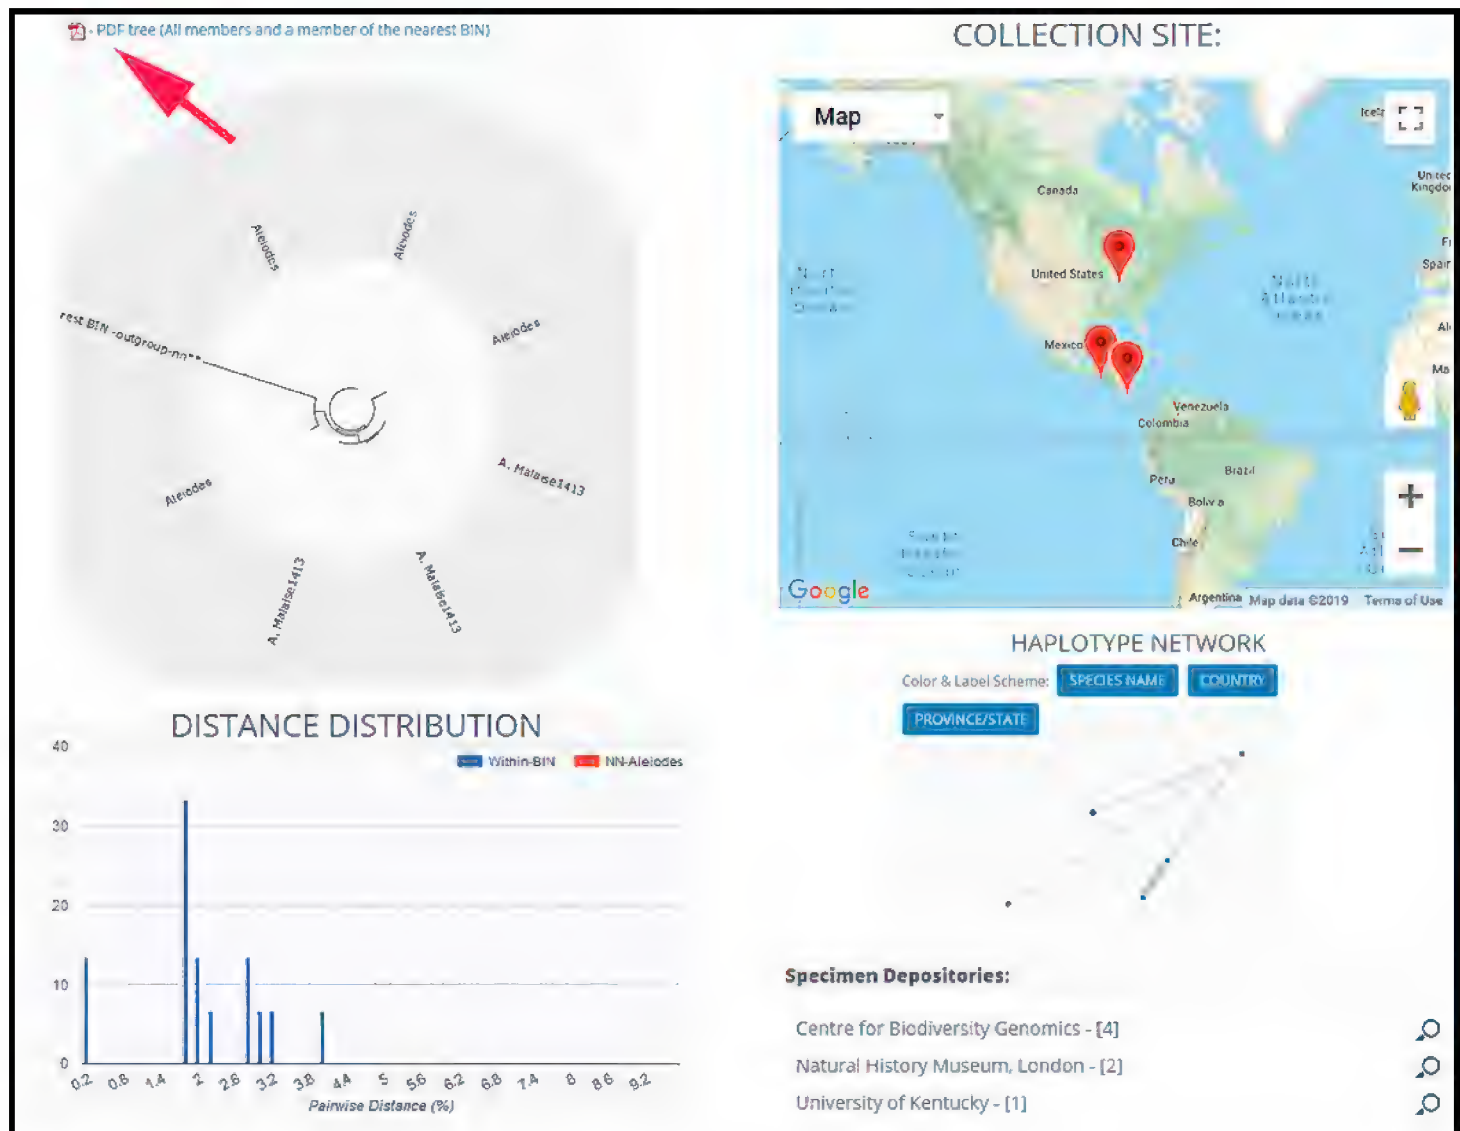 - PDF tree (All members and a member of the nearest BIN)
Aleiodes
Aleiodes
Aleiodes
rest BIN -outgroup-nn**
A. Malaise1413
Aleiodes
A. Malaise1413
A. Malaise1413
DISTANCE DISTRIBUTION
Within-BIN NN-Aleiodes
40
30
20
10
0
0.2 0.8 1.4 2 2.6 3.2 3.8 4.4 5 5.6 6.2 6.8 7.4 8 8.6 9.2
Pairwise Distance (%)
COLLECTION SITE:
Map
Canada
United States
Mexico
Venezuela
Colombia
Brazil
Peru
Bolivia
Chile
Argentina
Google
Map data ©2019 Terms of Use
HAPLOTYPE NETWORK
Color & Label Scheme: SPECIES NAME COUNTRY
PROVINCE/STATE
Specimen Depositories:
Centre for Biodiversity Genomics - [4]
Natural History Museum, London - [2]
University of Kentucky - [1]